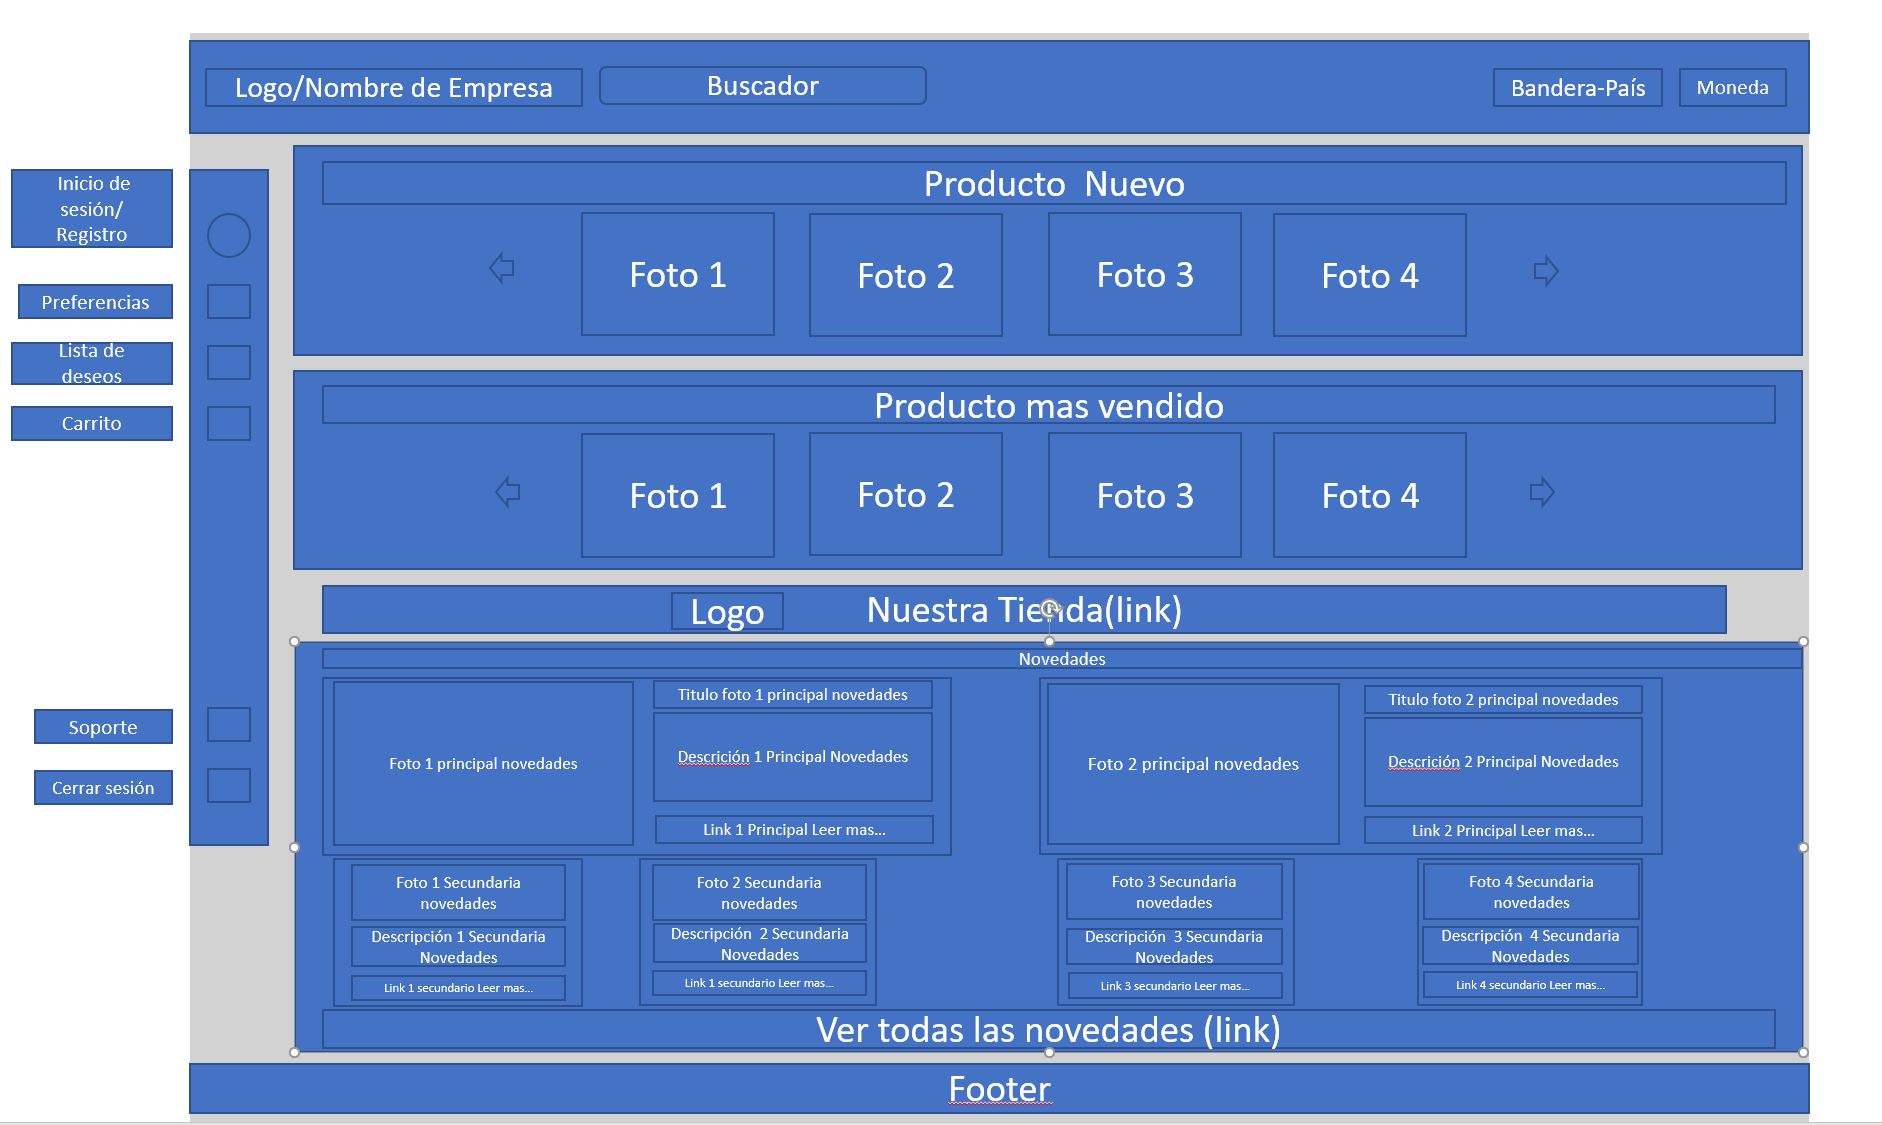 Logo/Nombre de Empresa
Buscador
Bandera-País
Moneda
Inicio de
sesión/
Registro
Preferencias
Lista de
deseos
Carrito
Soporte
Cerrar sesión
Producto  Nuevo
Foto 1
Foto 2
Foto 3
Foto 4
Producto mas vendido
Foto 1
Foto 2
Foto 3
Foto 4
Logo
Nuestra Tienda(link)
Novedades
Foto 1 principal novedades
Titulo foto 1 principal novedades
Descrición 1 Principal Novedades
Link 1 Principal Leer mas...
Foto 2 principal novedades
Titulo foto 2 principal novedades
Descrición 2 Principal Novedades
Link 2 Principal Leer mas...
Foto 1 Secundaria
novedades
Descripción 1 Secundaria
Novedades
Link 1 secundario Leer mas...
Foto 2 Secundaria
novedades
Descripción  2 Secundaria
Novedades
Link 1 secundario Leer mas...
Foto 3 Secundaria
novedades
Descripción  3 Secundaria
Novedades
Link 3 secundario Leer mas...
Foto 4 Secundaria
novedades
Descripción  4 Secundaria
Novedades
Link 4 secundario Leer mas...
Ver todas las novedades (link)
Footer